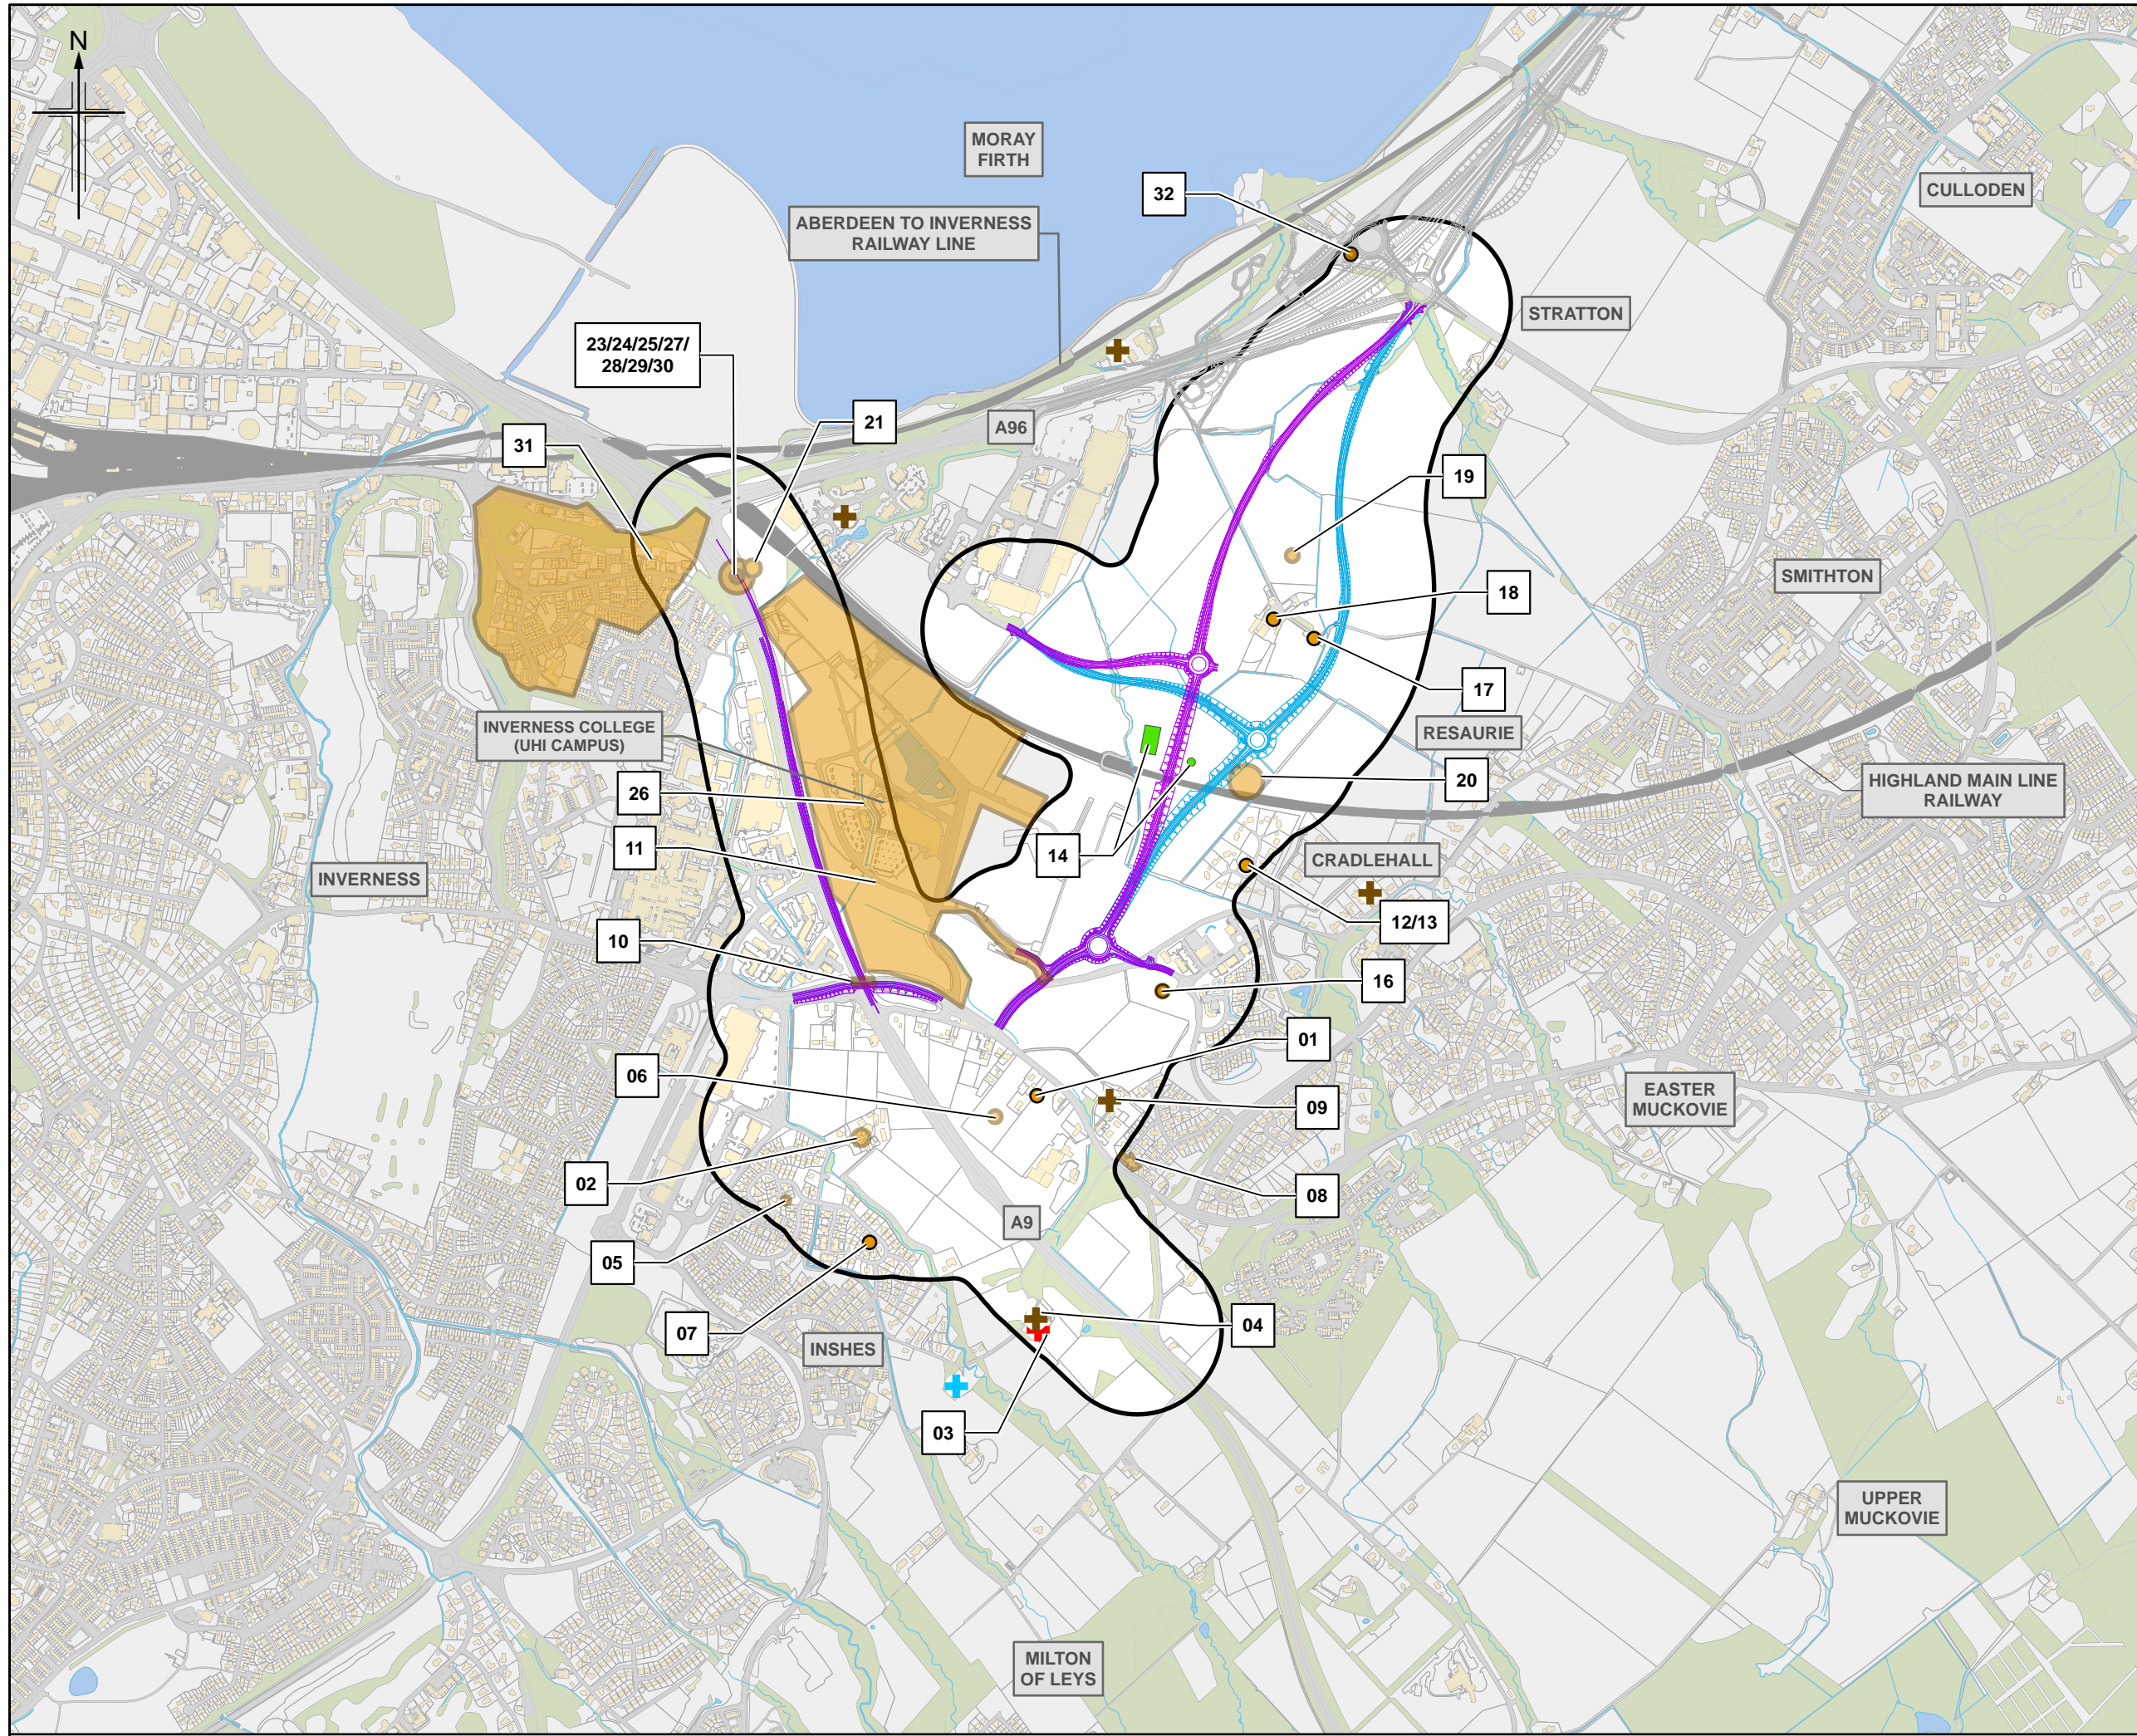 N
MORAY
FIRTH
CULLODEN
32
ABERDEEN TO INVERNESS
RAILWAY LINE
STRATTON
23/24/25/27/
28/29/30
21
A96
31
19
SMITHTON
18
17
INVERNESS COLLEGE
(UHI CAMPUS)
RESAURIE
20
HIGHLAND MAIN LINE
RAILWAY
26
11
14
CRADLEHALL
INVERNESS
12/13
10
16
01
06
09
EASTER
MUCKOVIE
02
08
A9
05
07
04
INSHES
03
UPPER
MUCKOVIE
MILTON
OF LEYS